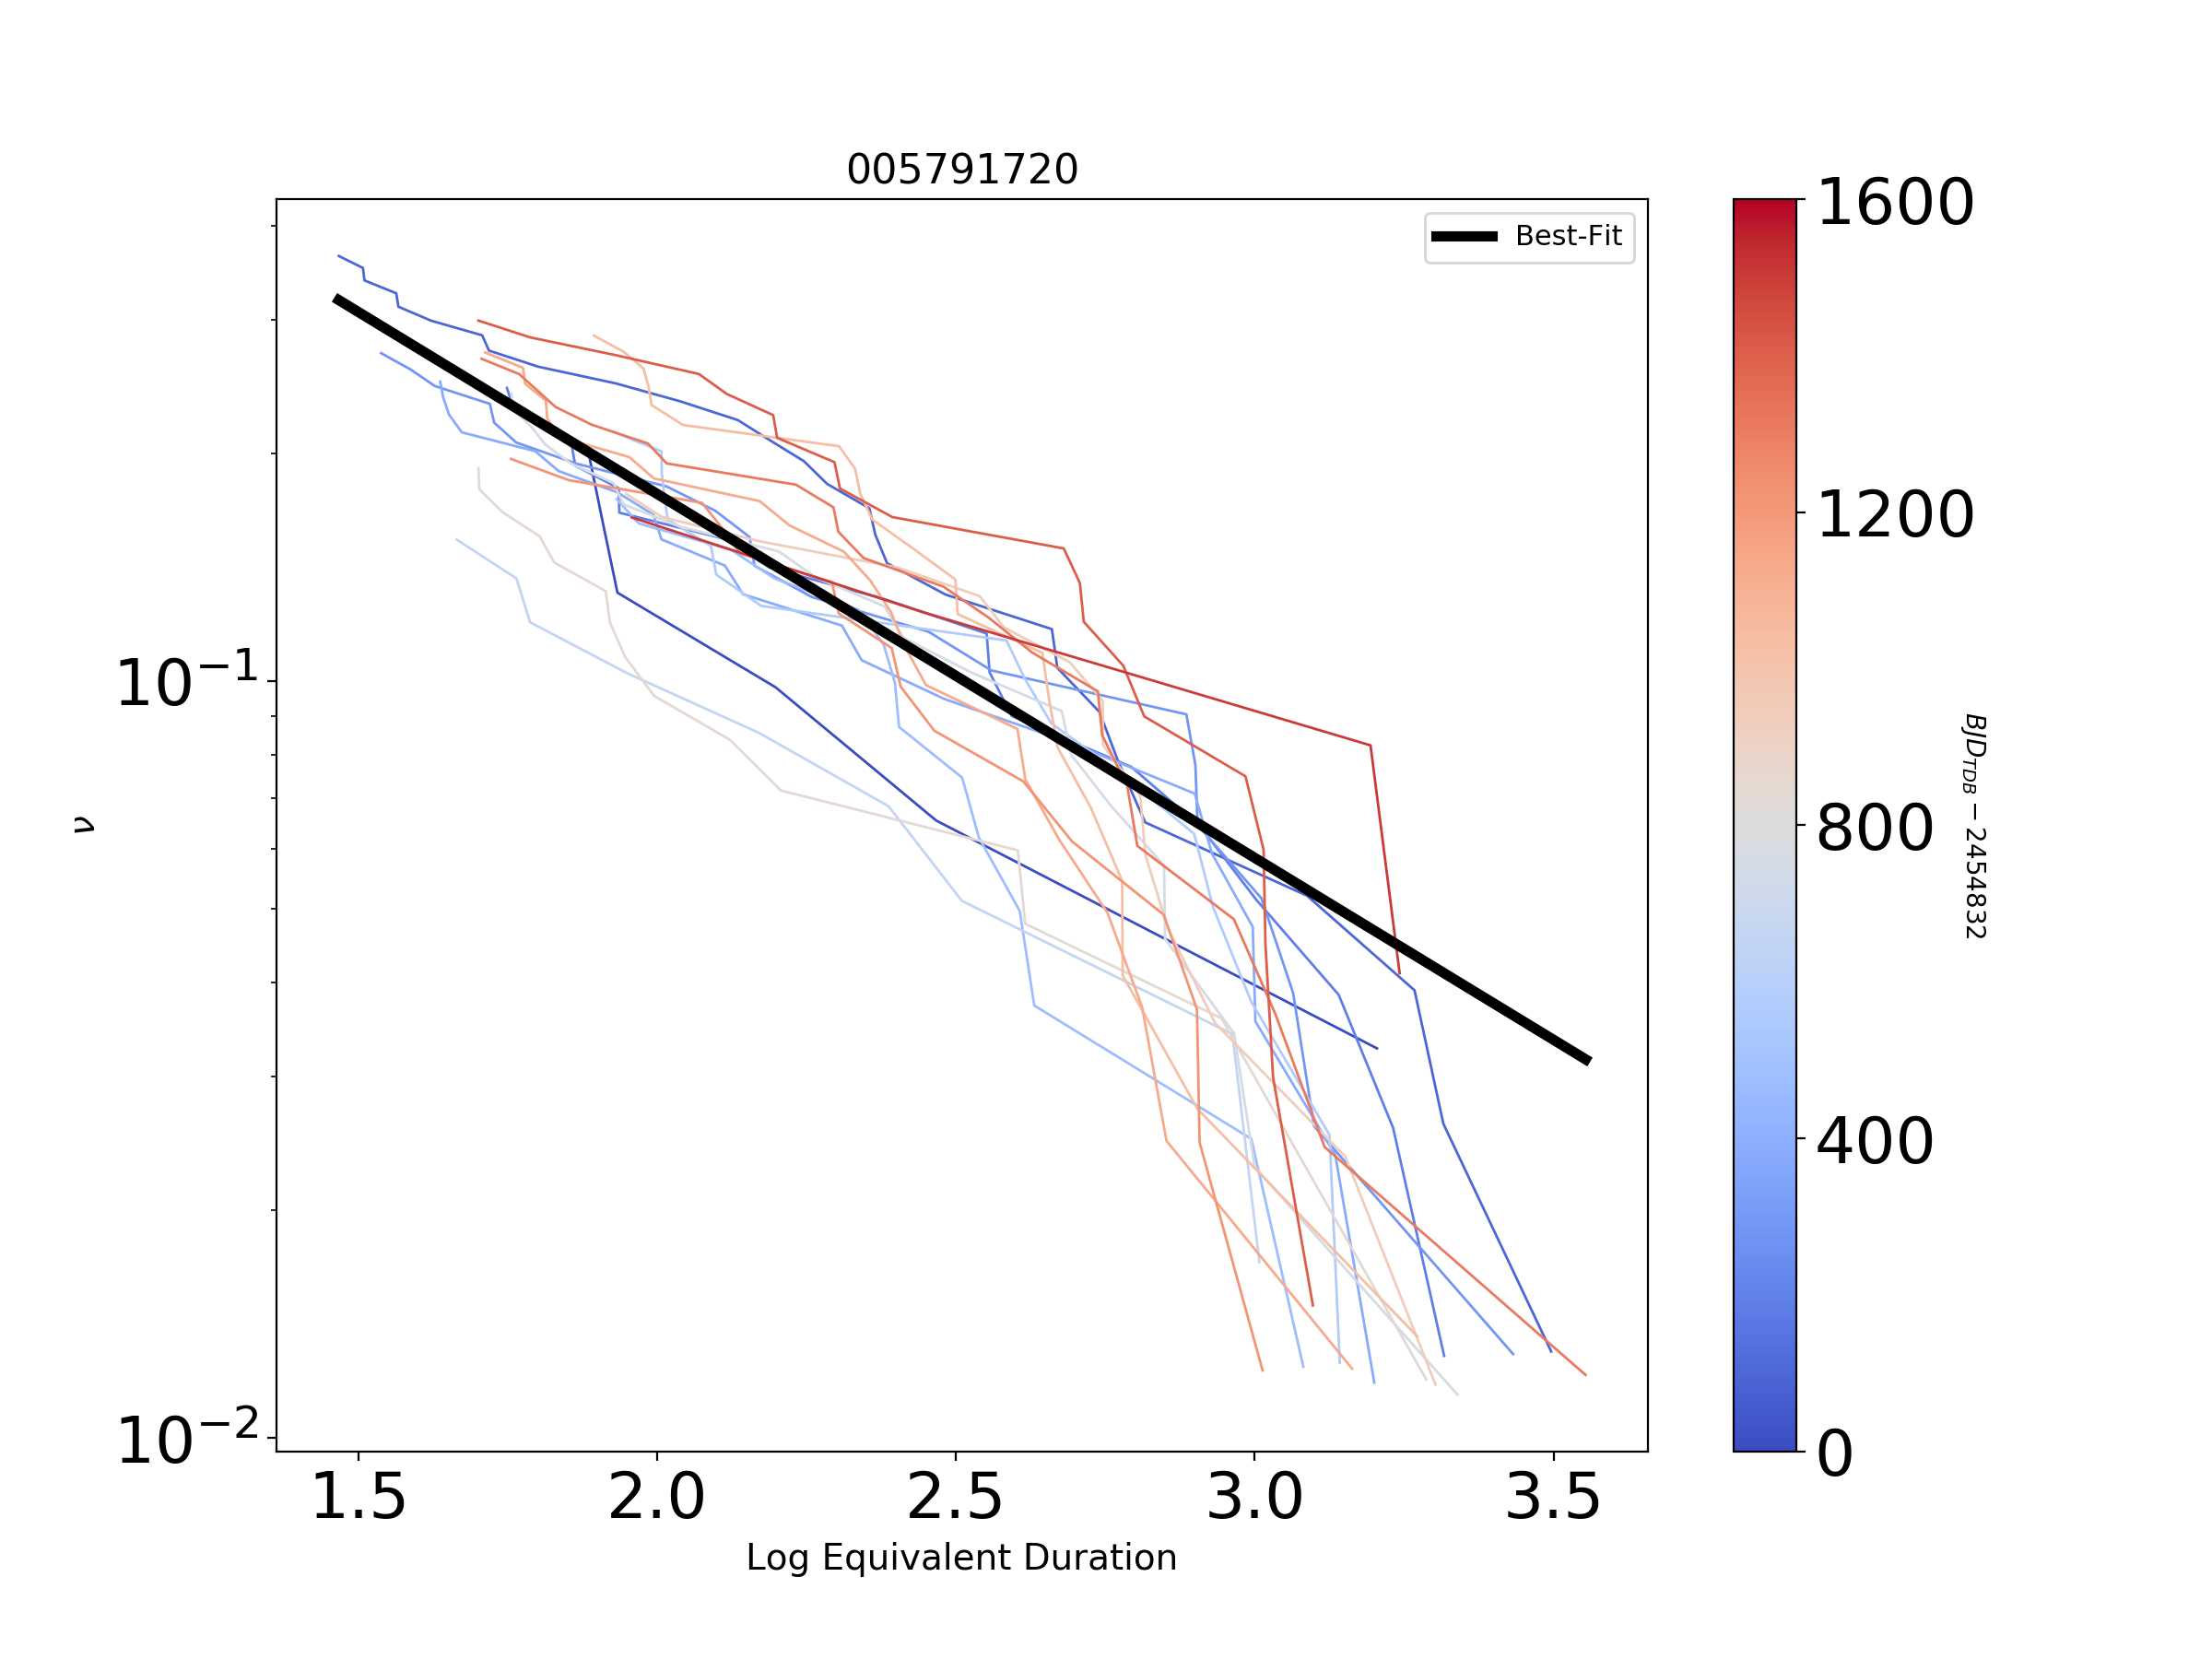 005791720
Best-Fit
10⁻¹
10⁻²
ν
1.5 2.0 2.5 3.0 3.5
Log Equivalent Duration
1600
1200
800
400
0
BJD_TDB − 2454832